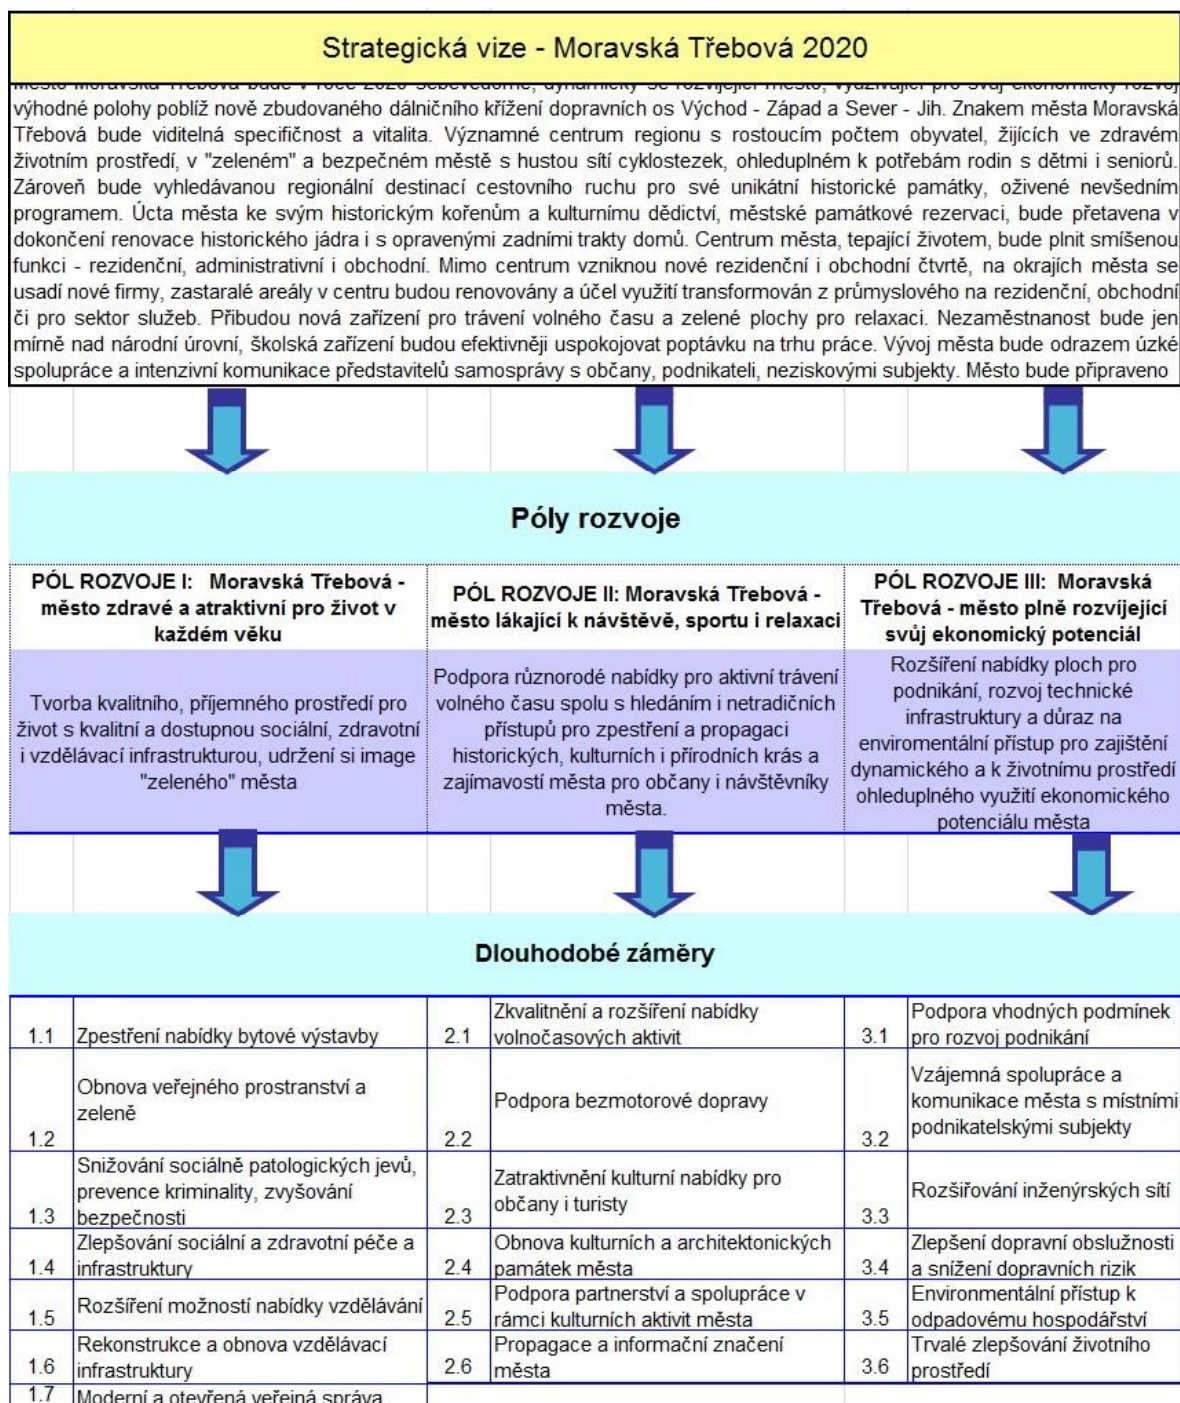 Strategická vize - Moravská Třebová 2020
Město Moravská Třebová bude v roce 2020 sebevědomé, dynamicky se rozvíjející město, využívající pro svůj ekonomický rozvoj
výhodné polohy poblíž nově zbudovaného dálničního křížení dopravních os Východ - Západ a Sever - Jih. Znakem města Moravská
Třebová bude viditelná specifičnost a vitalita. Významné centrum regionu s rostoucím počtem obyvatel, žijících ve zdravém
životním prostředí, v "zeleném" a bezpečném městě s hustou sítí cyklostezek, ohleduplném k potřebám rodin s dětmi i seniorů.
Zároveň bude vyhledávanou regionální destinací cestovního ruchu pro své unikátní historické památky, oživené nevšedním
programem. Úcta města ke svým historickým kořenům a kulturnímu dědictví, městské památkové rezervaci, bude přetavena v
dokončení renovace historického jádra i s opravenými zadními trakty domů. Centrum města, tepající životem, bude plnit smíšenou
funkci - rezidenční, administrativní i obchodní. Mimo centrum vzniknou nové rezidenční i obchodní čtvrtě, na okrajích města se
usadí nové firmy, zastaralé areály v centru budou renovovány a účel využití transformován z průmyslového na rezidenční, obchodní
či pro sektor služeb. Přibudou nová zařízení pro trávení volného času a zelené plochy pro relaxaci. Nezaměstnanost bude jen
mírně nad národní úrovní, školská zařízení budou efektivněji uspokojovat poptávku na trhu práce. Vývoj města bude odrazem úzké
spolupráce a intenzivní komunikace představitelů samosprávy s občany, podnikateli, neziskovými subjekty. Město bude připraveno
Póly rozvoje
PÓL ROZVOJE I: Moravská Třebová -
město zdravé a atraktivní pro život v
každém věku
PÓL ROZVOJE II: Moravská Třebová -
město lákající k návštěvě, sportu i relaxaci
PÓL ROZVOJE III: Moravská
Třebová - město plně rozvíjející
svůj ekonomický potenciál
Tvorba kvalitního, příjemného prostředí pro
život s kvalitní a dostupnou sociální, zdravotní
i vzdělávací infrastrukturou, udržení si image
"zeleného" města
Podpora různorodé nabídky pro aktivní trávení
volného času spolu s hledáním i netradičních
přístupů pro zpestření a propagaci
historických, kulturních i přírodních krás a
zajímavostí města pro občany i návštěvníky
města.
Rozšíření nabídky ploch pro
podnikání, rozvoj technické
infrastruktury a důraz na
enviromentální přístup pro zajištění
dynamického a k životnímu prostředí
ohleduplného využití ekonomického
potenciálu města
Dlouhodobé záměry
1.1 Zpestření nabídky bytové výstavby
2.1 Zkvalitnění a rozšíření nabídky
volnočasových aktivit
3.1 Podpora vhodných podmínek
pro rozvoj podnikání
1.2 Obnova veřejného prostranství a
zeleně
2.2 Podpora bezmotorové dopravy
3.2 Vzájemná spolupráce a
komunikace města s místními
podnikatelskými subjekty
1.3 Snižování sociálně patologických jevů,
prevence kriminality, zvyšování
bezpečnosti
2.3 Zatraktivnění kulturní nabídky pro
občany i turisty
3.3 Rozšiřování inženýrských sítí
1.4 Zlepšování sociální a zdravotní péče a
infrastruktury
2.4 Obnova kulturních a architektonických
památek města
3.4 Zlepšení dopravní obslužnosti
a snížení dopravních rizik
1.5 Rozšíření možností nabídky vzdělávání
2.5 Podpora partnerství a spolupráce v
rámci kulturních aktivit města
3.5 Environmentální přístup k
odpadovému hospodářství
1.6 Rekonstrukce a obnova vzdělávací
infrastruktury
2.6 Propagace a informační značení
města
3.6 Trvalé zlepšování životního
prostředí
1.7 Moderní a otevřená veřejná správa